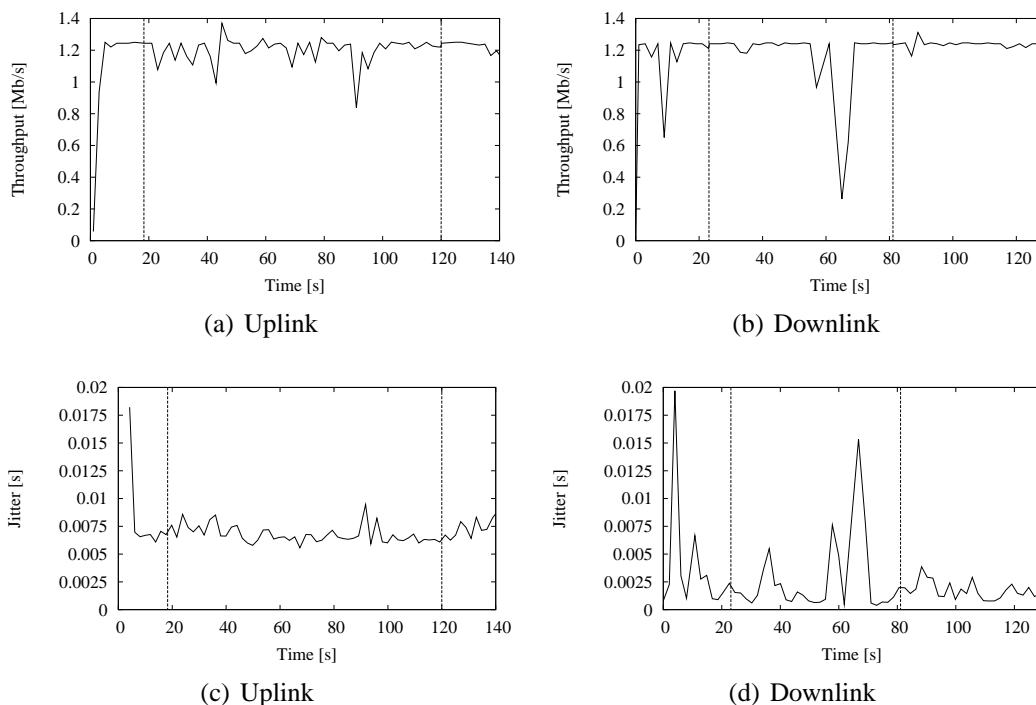 1.4
1.2
1
0.8
0.6
0.4
0.2
0
Throughput [Mb/s]
0 20 40 60 80 100 120 140
Time [s]
(a) Uplink
1.4
1.2
1
0.8
0.6
0.4
0.2
0
Throughput [Mb/s]
0 20 40 60 80 100 120
Time [s]
(b) Downlink
0.02
0.0175
0.015
0.0125
0.01
0.0075
0.005
0.0025
0
Jitter [s]
0 20 40 60 80 100 120 140
Time [s]
(c) Uplink
0.02
0.0175
0.015
0.0125
0.01
0.0075
0.005
0.0025
0
Jitter [s]
0 20 40 60 80 100 120
Time [s]
(d) Downlink